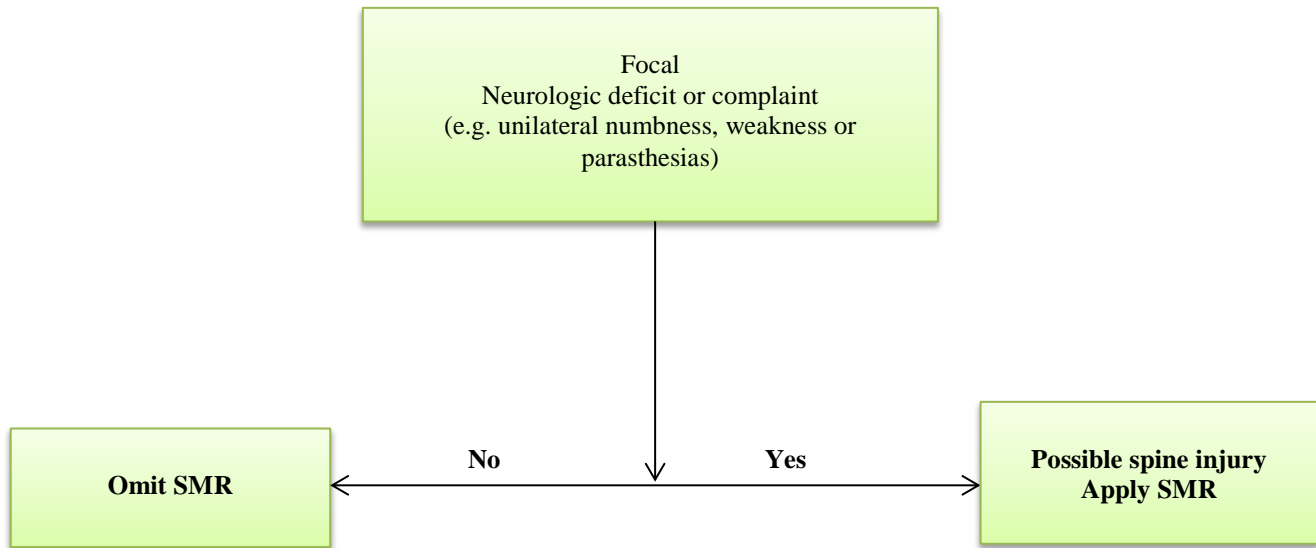 Focal
Neurologic deficit or complaint
(e.g. unilateral numbness, weakness or
parasthesias)
No
Yes
Omit SMR
Possible spine injury
Apply SMR